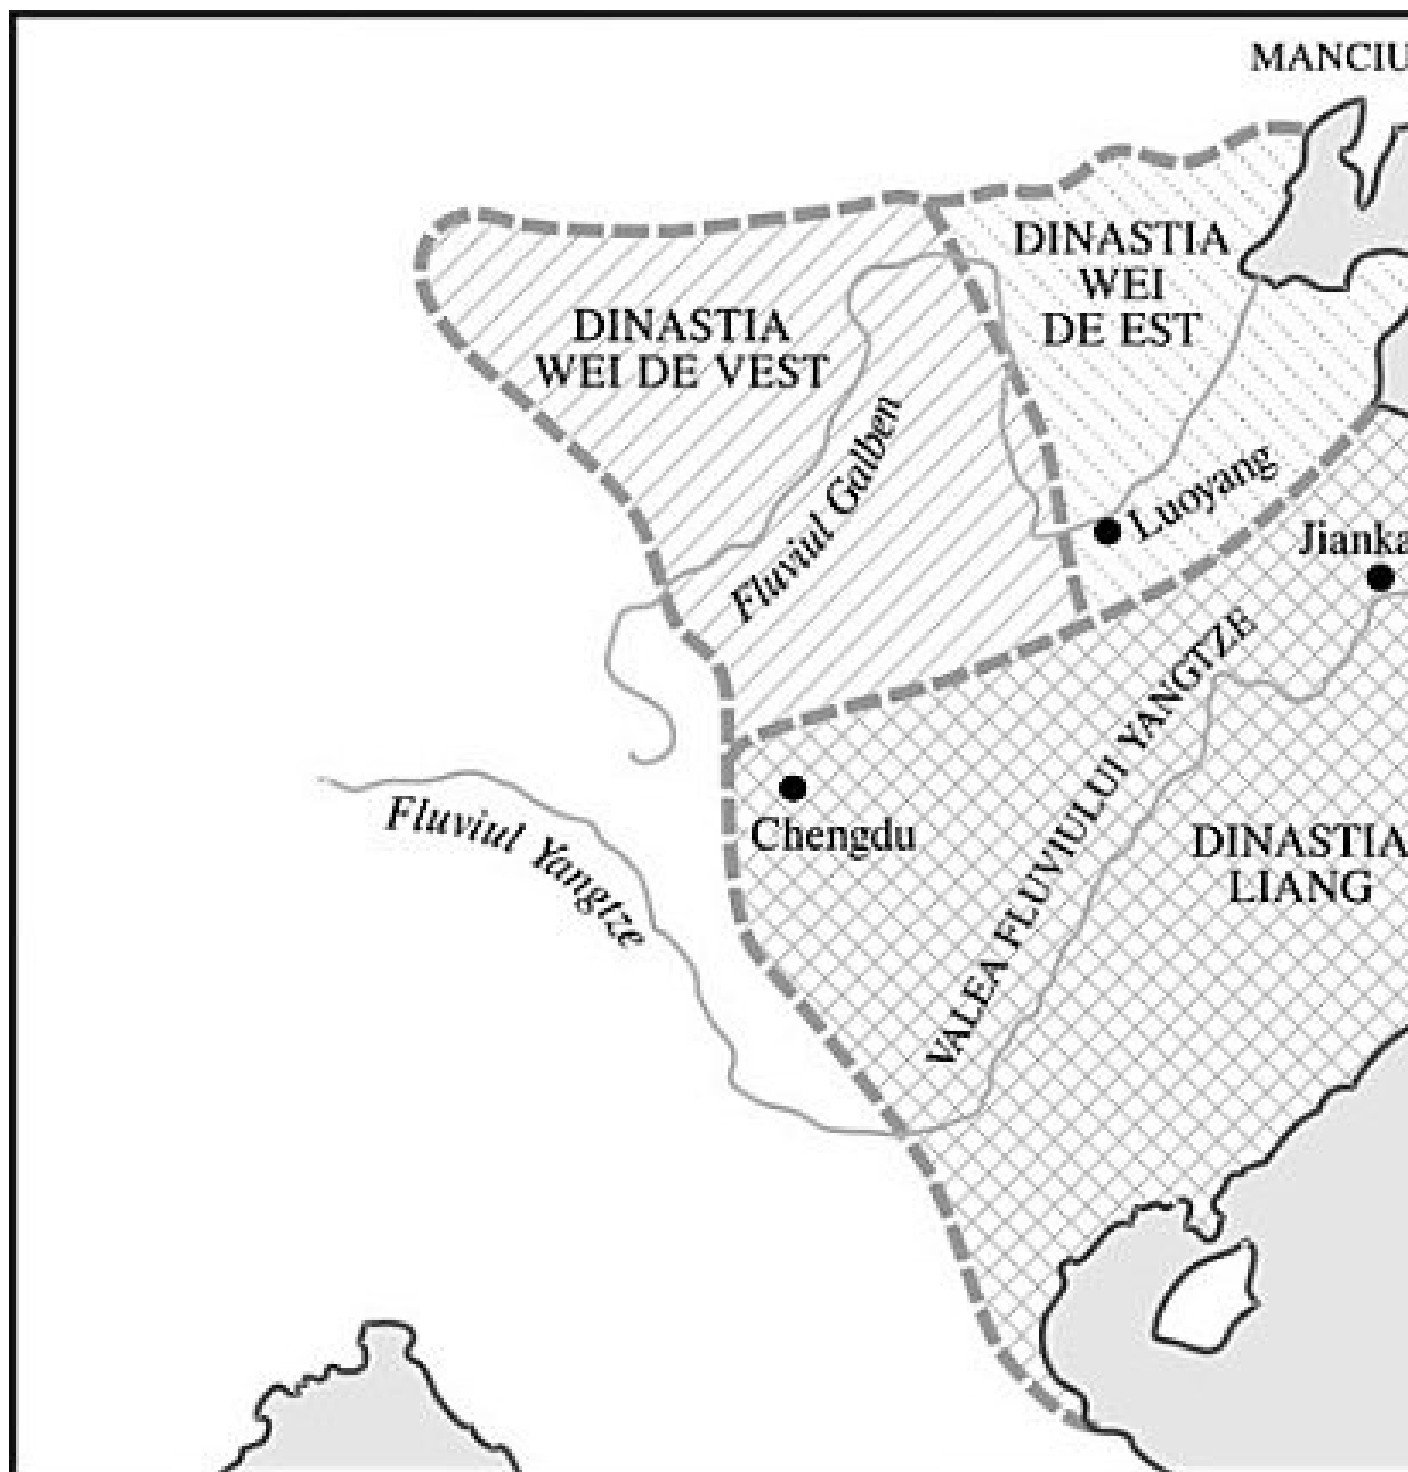 MANCIU
DINASTIA
WEI
DE EST
DINASTIA
WEI DE VEST
Fluviul Galben
Luoyang
Jianka
VALEA FLUVIULUI YANGTZE
Fluviul Yangtze
Chengdu
DINASTIA
LIANG